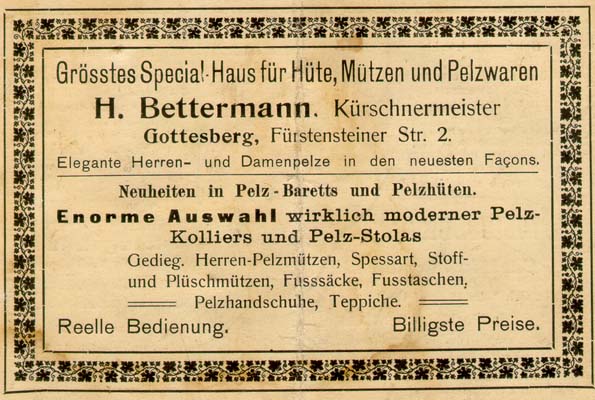 Grösstes Special-Haus für Hüte, Mützen und Pelzwaren
H. Bettermann, Kürschnermeister
Gottesberg, Fürstensteiner Str. 2.
Elegante Herren- und Damenpelze in den neuesten Façons.
Neuheiten in Pelz-Baretts und Pelzhüten.
Enorme Auswahl wirklich moderner Pelz-
Kolliers und Pelz-Stolas
Gedieg. Herren-Pelzmützen, Spessart, Stoff-
und Plüschmützen, Fusssäcke, Fusstaschen,
Pelzhandschuhe, Teppiche.
Reelle Bedienung. Billigste Preise.